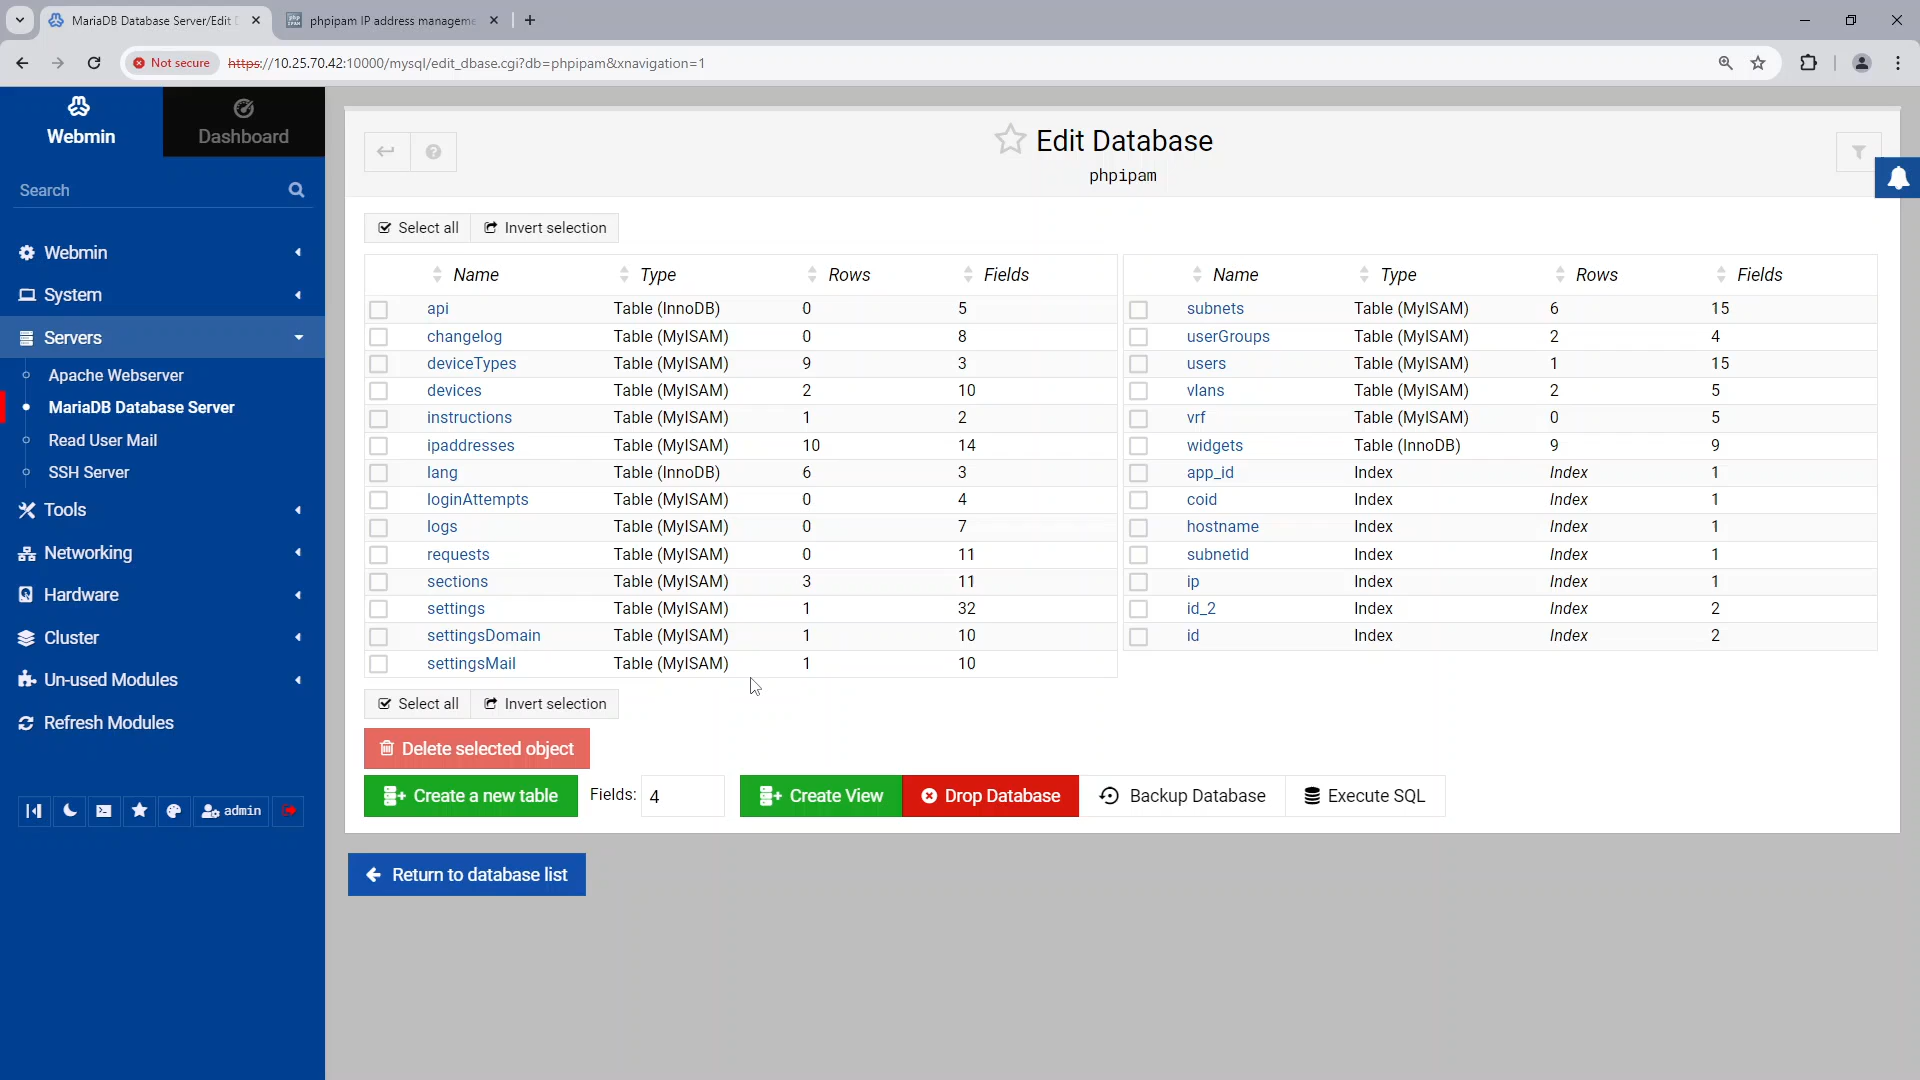 MariaDB Database Server/Edit D
phpipam IP address manageme
Not secure
https://10.25.70.42:10000/mysql/edit_dbase.cgi?db=phpipam&xnavigation=1
Webmin
Dashboard
Search
Webmin
System
Servers
Apache Webserver
MariaDB Database Server
Read User Mail
SSH Server
Tools
Networking
Hardware
Cluster
Un-used Modules
Refresh Modules
admin
Edit Database
phpipam
Select all Invert selection
Name Type Rows Fields
api Table (InnoDB) 0 5
changelog Table (MyISAM) 0 8
deviceTypes Table (MyISAM) 9 3
devices Table (MyISAM) 2 10
instructions Table (MyISAM) 1 2
ipaddresses Table (MyISAM) 10 14
lang Table (InnoDB) 6 3
loginAttempts Table (MyISAM) 0 4
logs Table (MyISAM) 0 7
requests Table (MyISAM) 0 11
sections Table (MyISAM) 3 11
settings Table (MyISAM) 1 32
settingsDomain Table (MyISAM) 1 10
settingsMail Table (MyISAM) 1 10
Name Type Rows Fields
subnets Table (MyISAM) 6 15
userGroups Table (MyISAM) 2 4
users Table (MyISAM) 1 15
vlans Table (MyISAM) 2 5
vrf Table (MyISAM) 0 5
widgets Table (InnoDB) 9 9
app_id Index Index 1
coid Index Index 1
hostname Index Index 1
subnetid Index Index 1
ip Index Index 1
id_2 Index Index 2
id Index Index 2
Select all Invert selection
Delete selected object
Create a new table Fields: 4 Create View Drop Database Backup Database Execute SQL
Return to database list